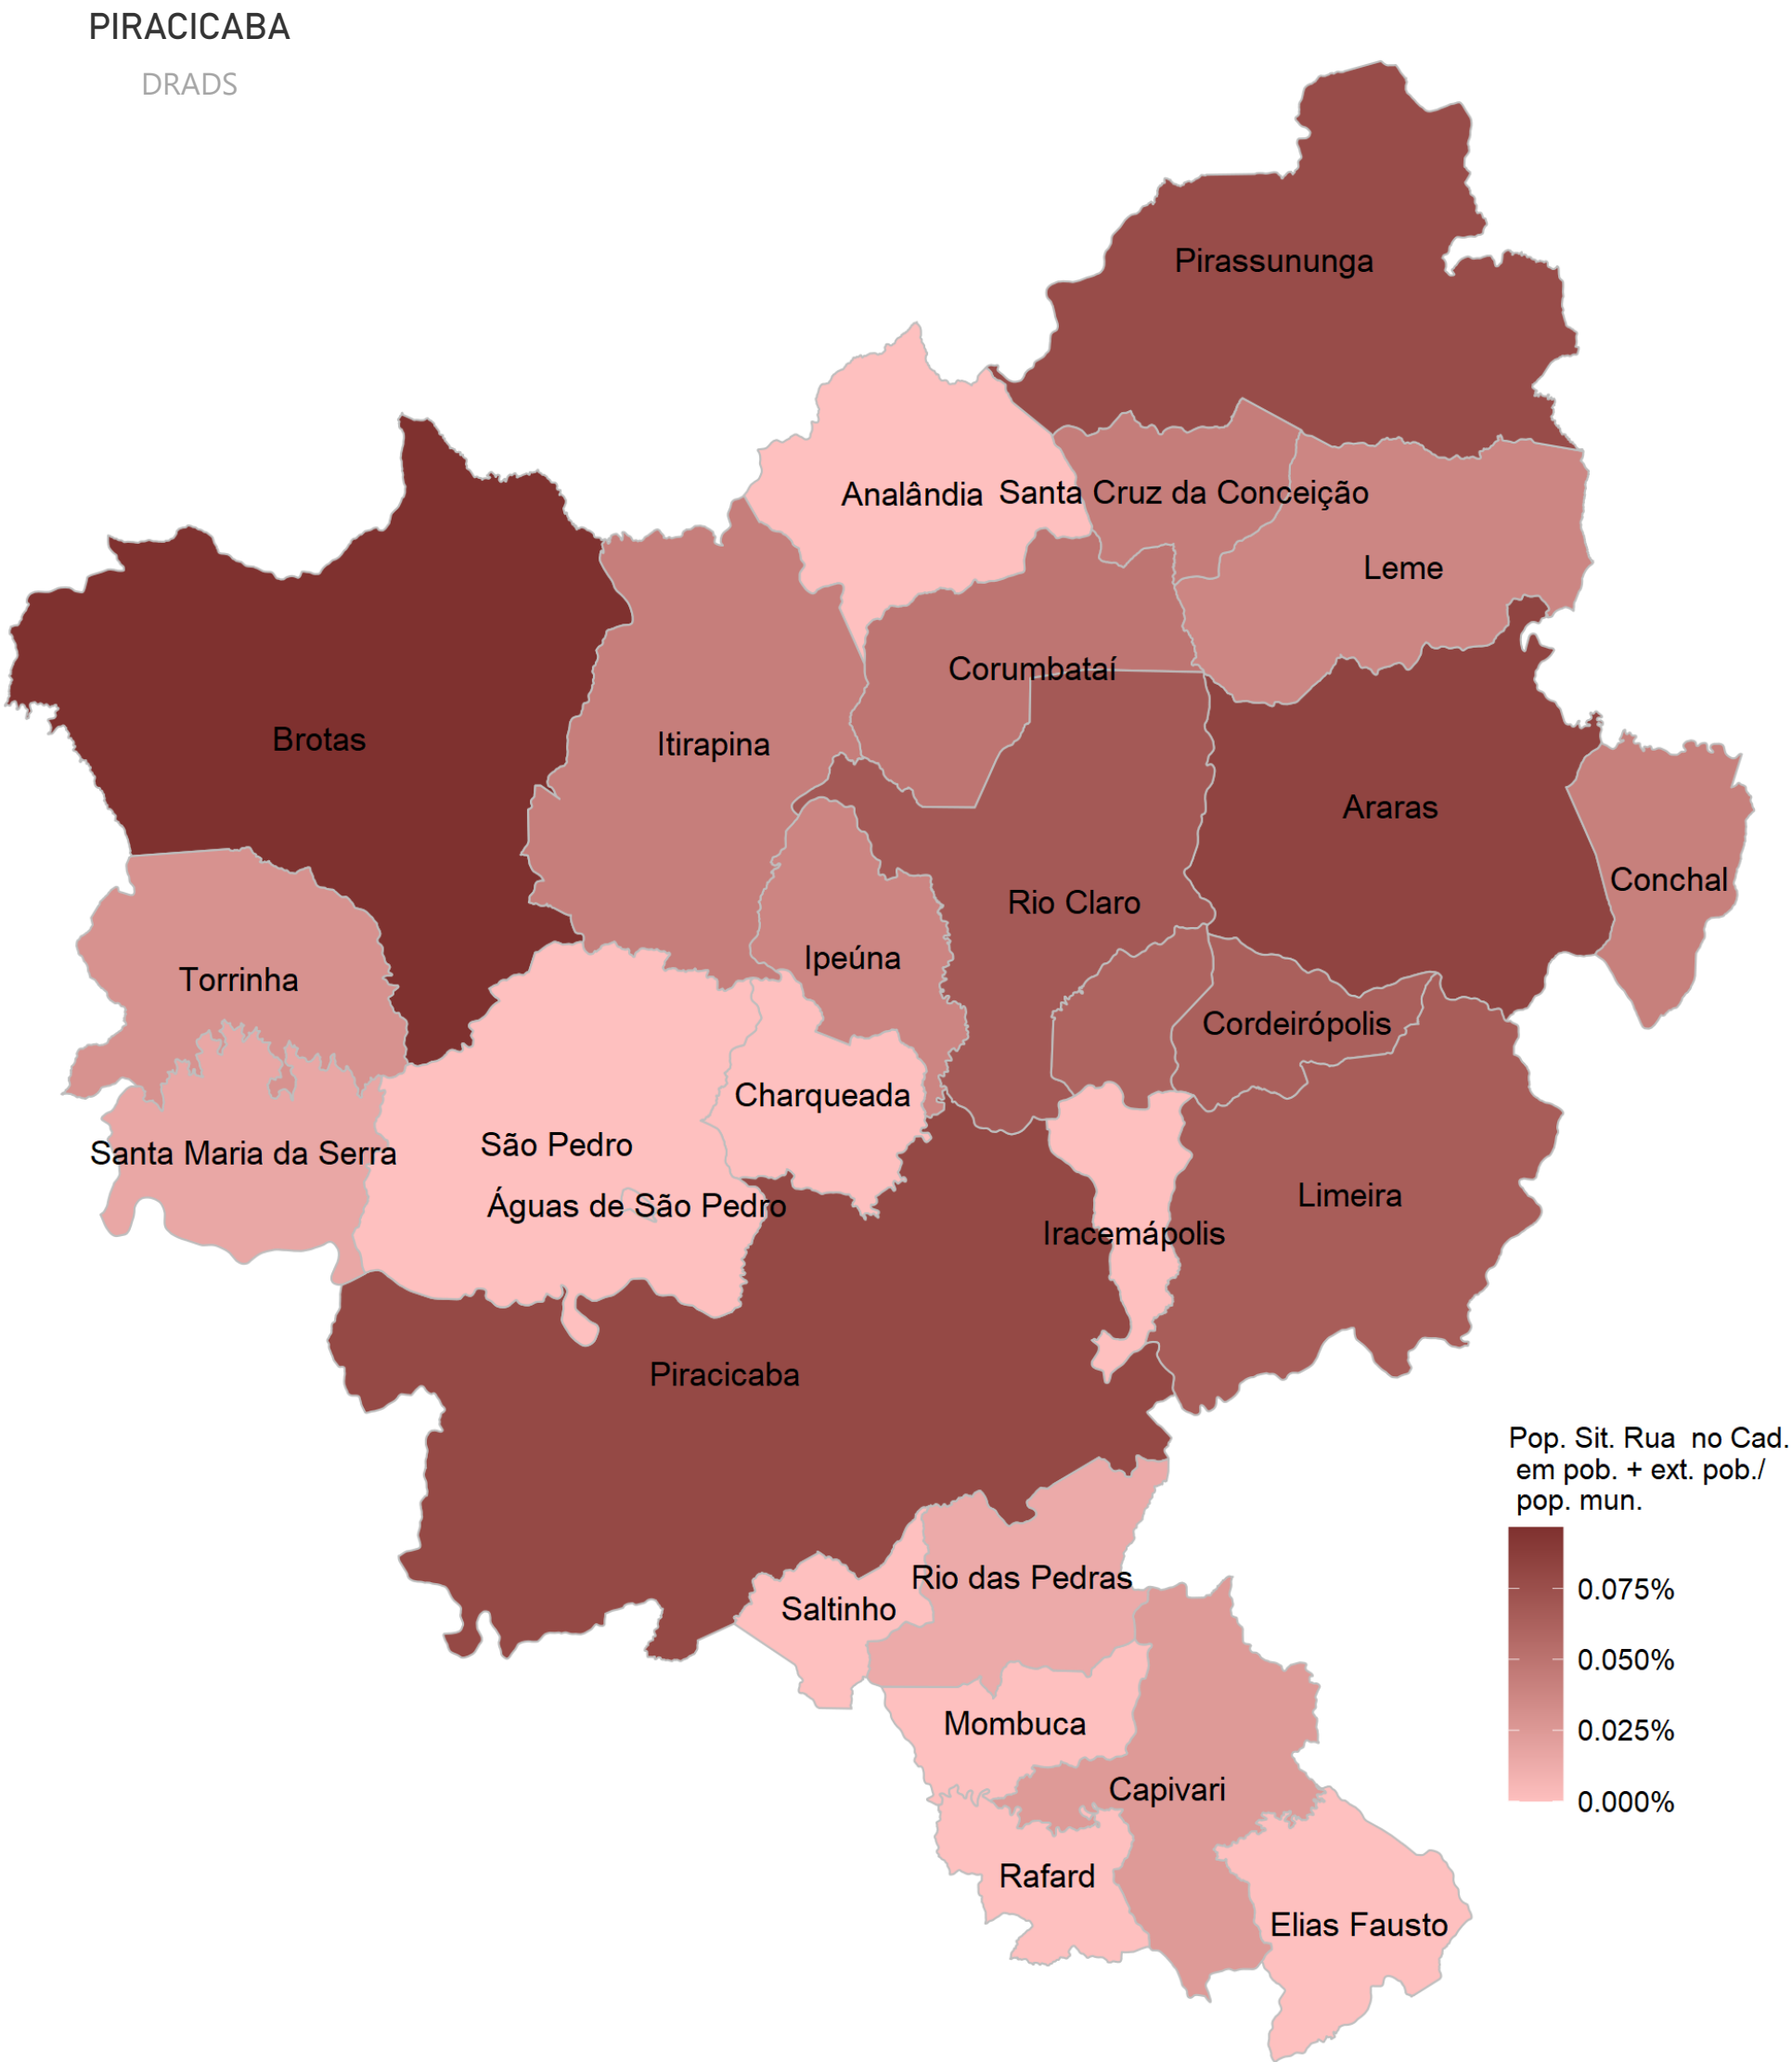 PIRACICABA
DRADS
Pirassununga
Analândia
Santa Cruz da Conceição
Leme
Corumbataí
Brotas
Itirapina
Araras
Conchal
Rio Claro
Ipeúna
Torrinha
Cordeirópolis
Charqueada
São Pedro
Santa Maria da Serra
Limeira
Águas de São Pedro
Iracemápolis
Piracicaba
Pop. Sit. Rua  no Cad.
em pob. + ext. pob./
pop. mun.
0.075%
0.050%
0.025%
0.000%
Rio das Pedras
Saltinho
Mombuca
Capivari
Rafard
Elias Fausto